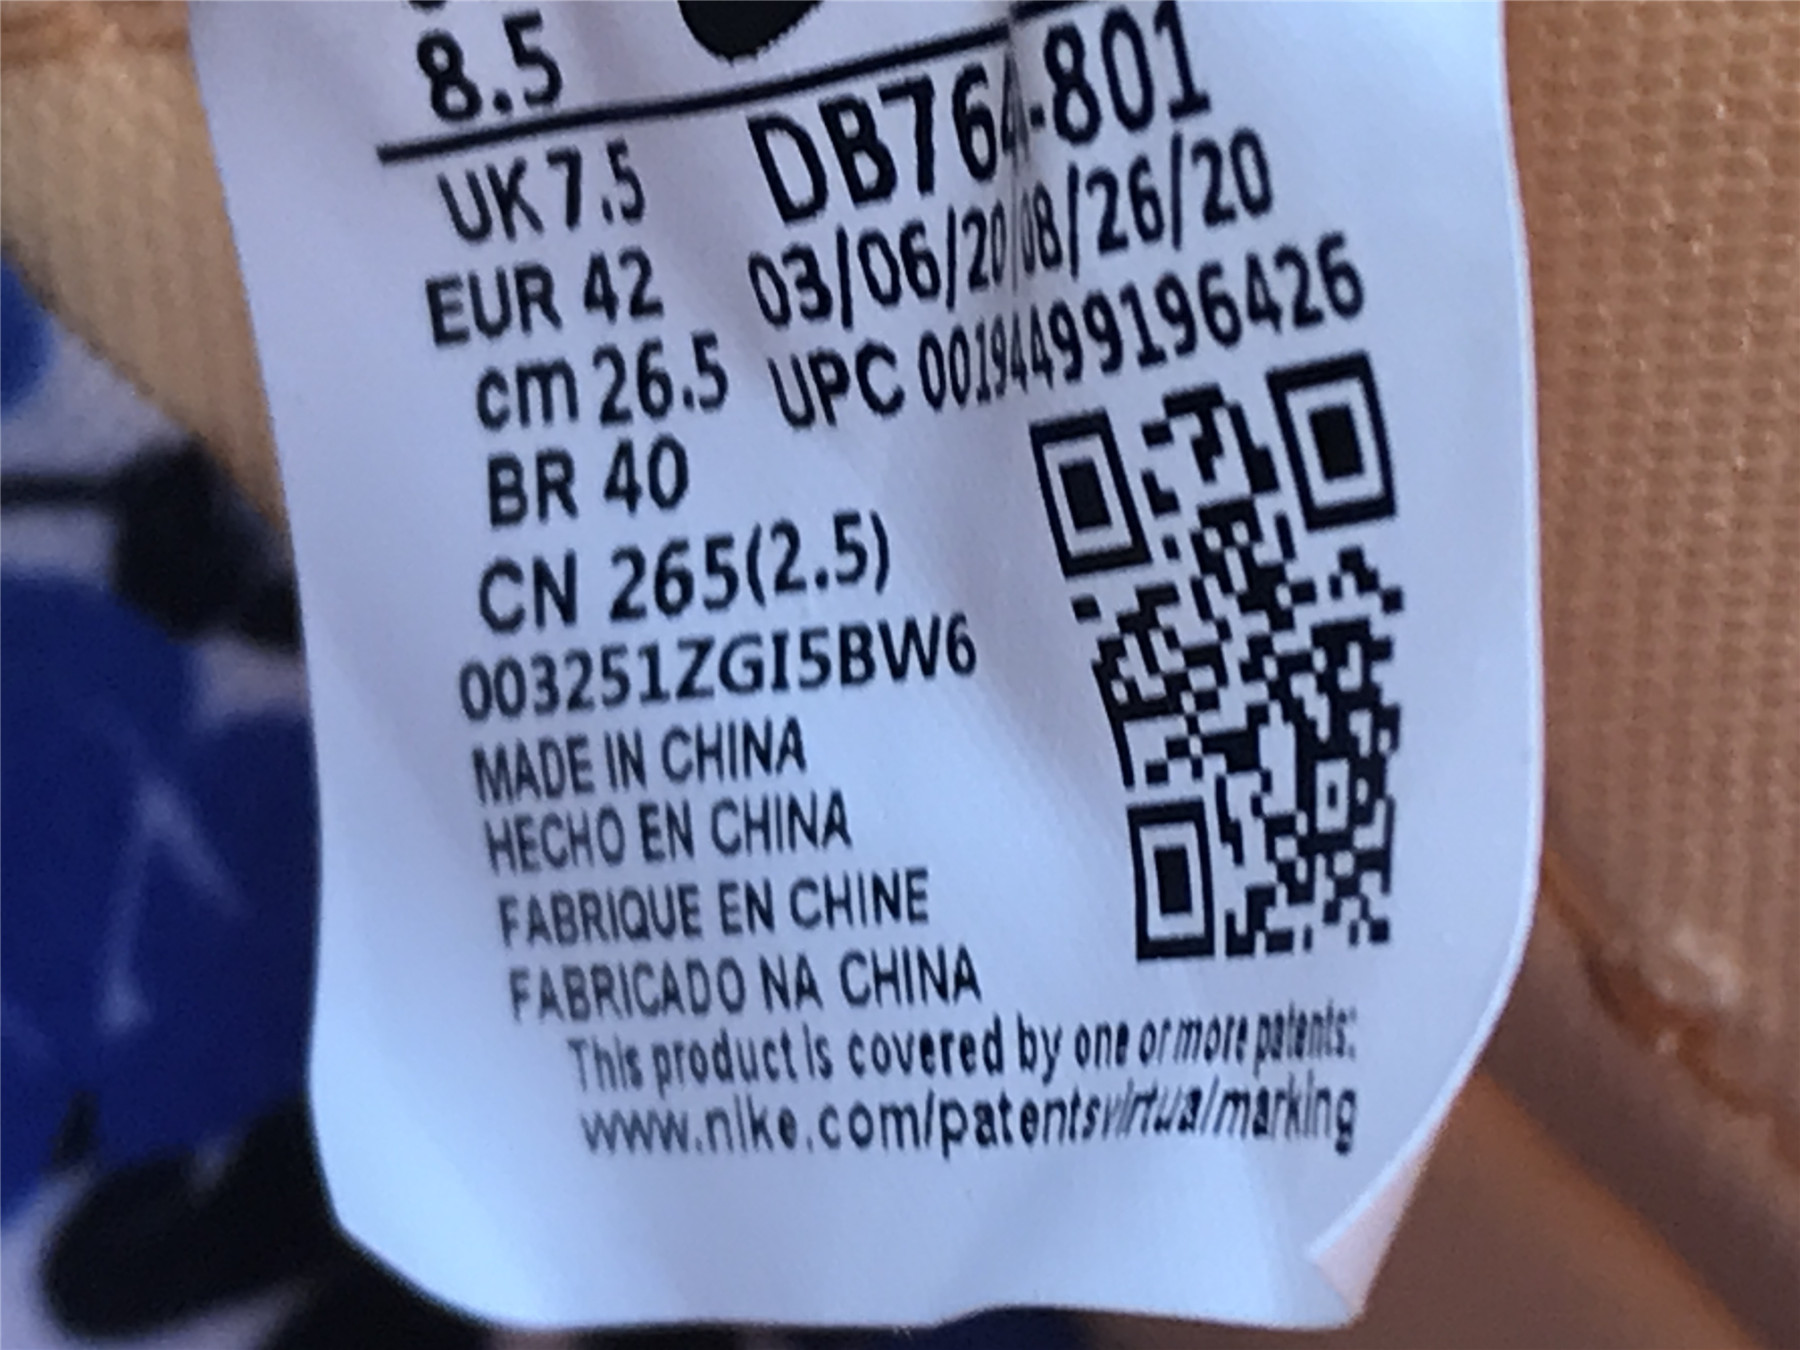 8.5
UK 7.5 DB764-801
EUR 42 03/06/20 08/26/20
cm 26.5 UPC 00194499196426
BR 40
CN 265(2.5)
003251ZGI5BW6
MADE IN CHINA
HECHO EN CHINA
FABRIQUE EN CHINE
FABRICADO NA CHINA
This product is covered by one or more patents:
www.nike.com/patentsvirtualmarking